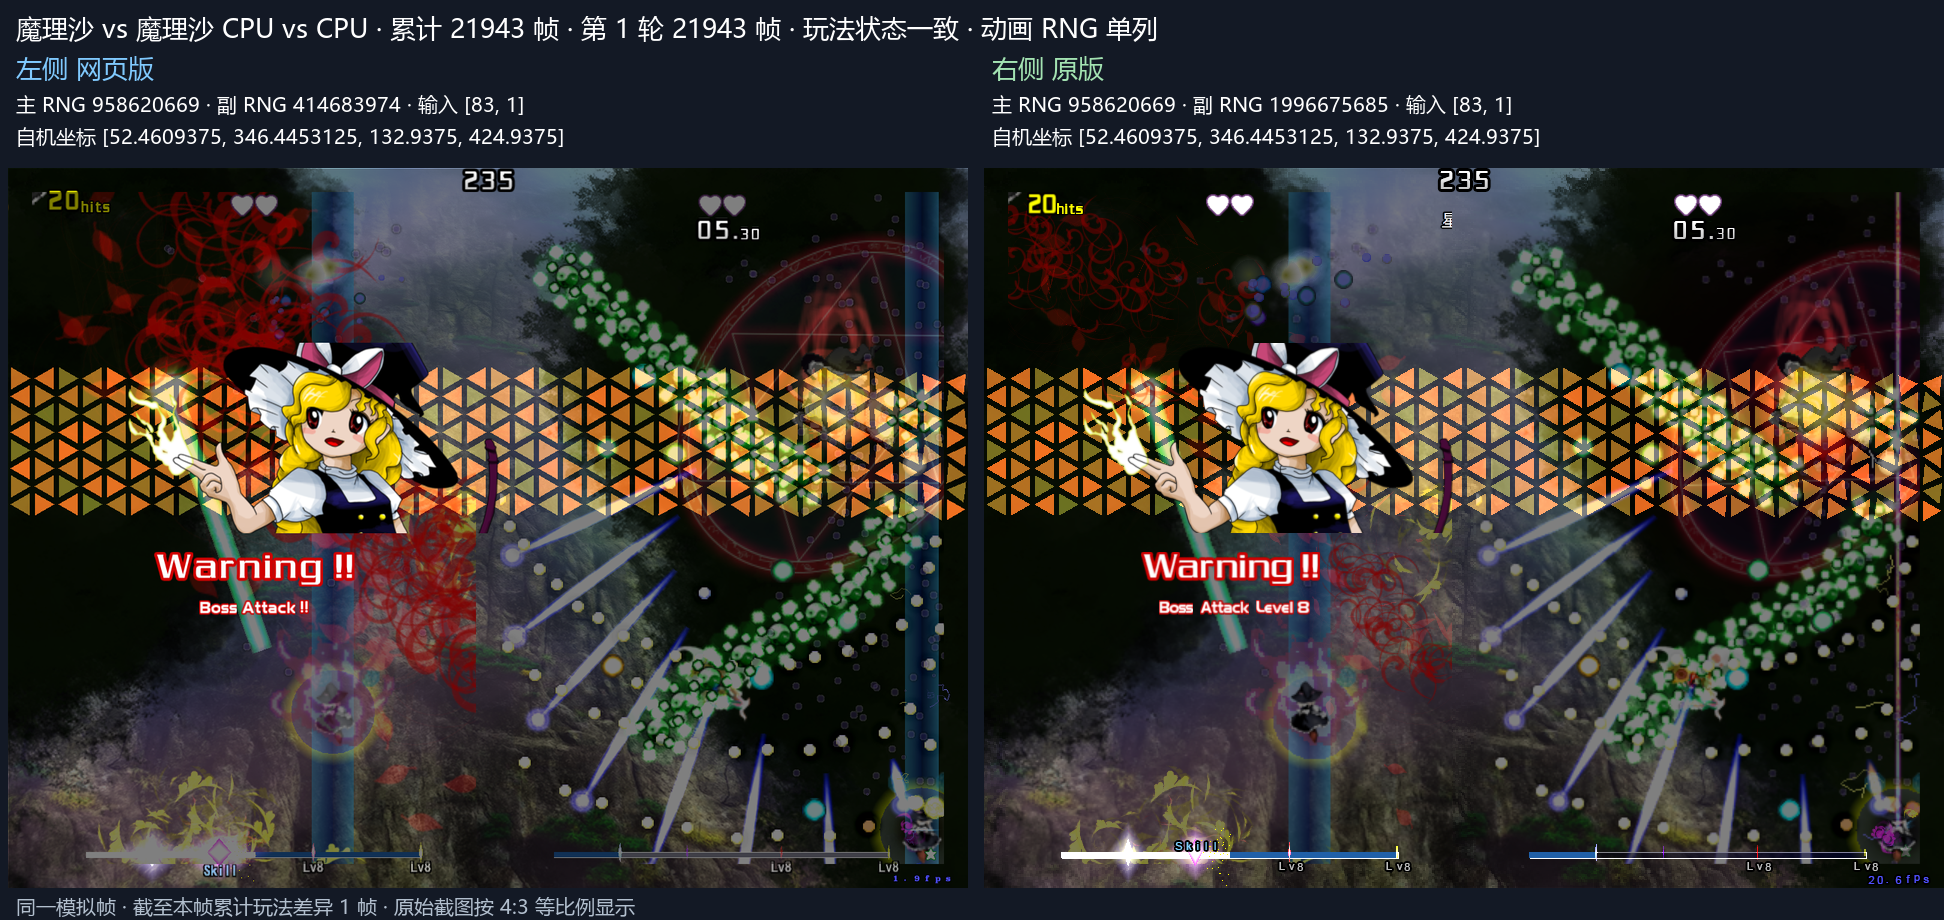 魔理沙 vs 魔理沙 CPU vs CPU · 累计 21943 帧 · 第 1 轮 21943 帧 · 玩法状态一致 · 动画 RNG 单列
左侧 网页版
主 RNG 958620669 · 副 RNG 414683974 · 输入 [83, 1]
自机坐标 [52.4609375, 346.4453125, 132.9375, 424.9375]
右侧 原版
主 RNG 958620669 · 副 RNG 1996675685 · 输入 [83, 1]
自机坐标 [52.4609375, 346.4453125, 132.9375, 424.9375]
235
20hits
05.30
Warning !!
Boss Attack !!
Skill
Lv8
Lv8
Lv8
Lv8
1.9fps
235
20hits
05.30
Warning !!
Boss Attack Level 8
Skill
Lv8
Lv8
Lv8
Lv8
20.6fps
同一模拟帧 · 截至本帧累计玩法差异 1 帧 · 原始截图按 4:3 等比例显示